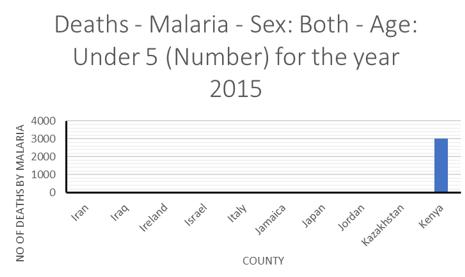 Deaths - Malaria - Sex: Both - Age:
Under 5 (Number) for the year
2015
NO OF DEATHS BY MALARIA
4000
3000
2000
1000
0
Iran
Iraq
Ireland
Israel
Italy
Jamaica
Japan
Jordan
Kazakhstan
Kenya
COUNTY